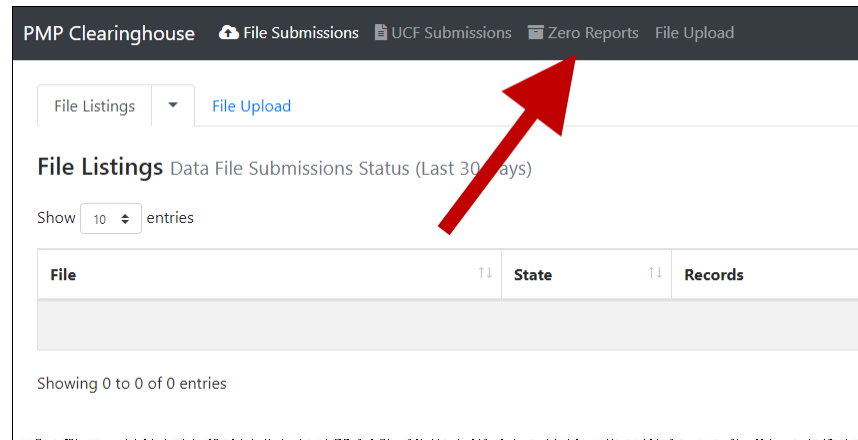 PMP Clearinghouse File Submissions UCF Submissions Zero Reports File Upload
File Listings File Upload
File Listings Data File Submissions Status (Last 30 Days)
Show 10 entries
File State Records
Showing 0 to 0 of 0 entries